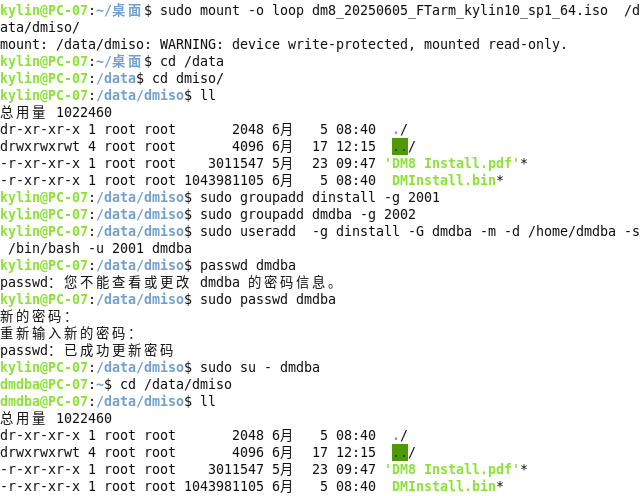 kylin@PC-07:~/桌面$ sudo mount -o loop dm8_20250605_FTarm_kylin10_sp1_64.iso  /d
ata/dmiso/
mount: /data/dmiso: WARNING: device write-protected, mounted read-only.
kylin@PC-07:~/桌面$ cd /data
kylin@PC-07:/data$ cd dmiso/
kylin@PC-07:/data/dmiso$ ll
总用量 1022460
dr-xr-xr-x 1 root root       2048 6月   5 08:40  ./
drwxrwxrwt 4 root root       4096 6月  17 12:15  ../
-r-xr-xr-x 1 root root    3011547 5月  23 09:47 'DM8 Install.pdf'*
-r-xr-xr-x 1 root root 1043981105 6月   5 08:40  DMInstall.bin*
kylin@PC-07:/data/dmiso$ sudo groupadd dinstall -g 2001
kylin@PC-07:/data/dmiso$ sudo groupadd dmdba -g 2002
kylin@PC-07:/data/dmiso$ sudo useradd  -g dinstall -G dmdba -m -d /home/dmdba -s
 /bin/bash -u 2001 dmdba
kylin@PC-07:/data/dmiso$ passwd dmdba
passwd：您不能查看或更改 dmdba 的密码信息。
kylin@PC-07:/data/dmiso$ sudo passwd dmdba
新的密码：
重新输入新的密码：
passwd：已成功更新密码
kylin@PC-07:/data/dmiso$ sudo su - dmdba
dmdba@PC-07:~$ cd /data/dmiso
dmdba@PC-07:/data/dmiso$ ll
总用量 1022460
dr-xr-xr-x 1 root root       2048 6月   5 08:40  ./
drwxrwxrwt 4 root root       4096 6月  17 12:15  ../
-r-xr-xr-x 1 root root    3011547 5月  23 09:47 'DM8 Install.pdf'*
-r-xr-xr-x 1 root root 1043981105 6月   5 08:40  DMInstall.bin*